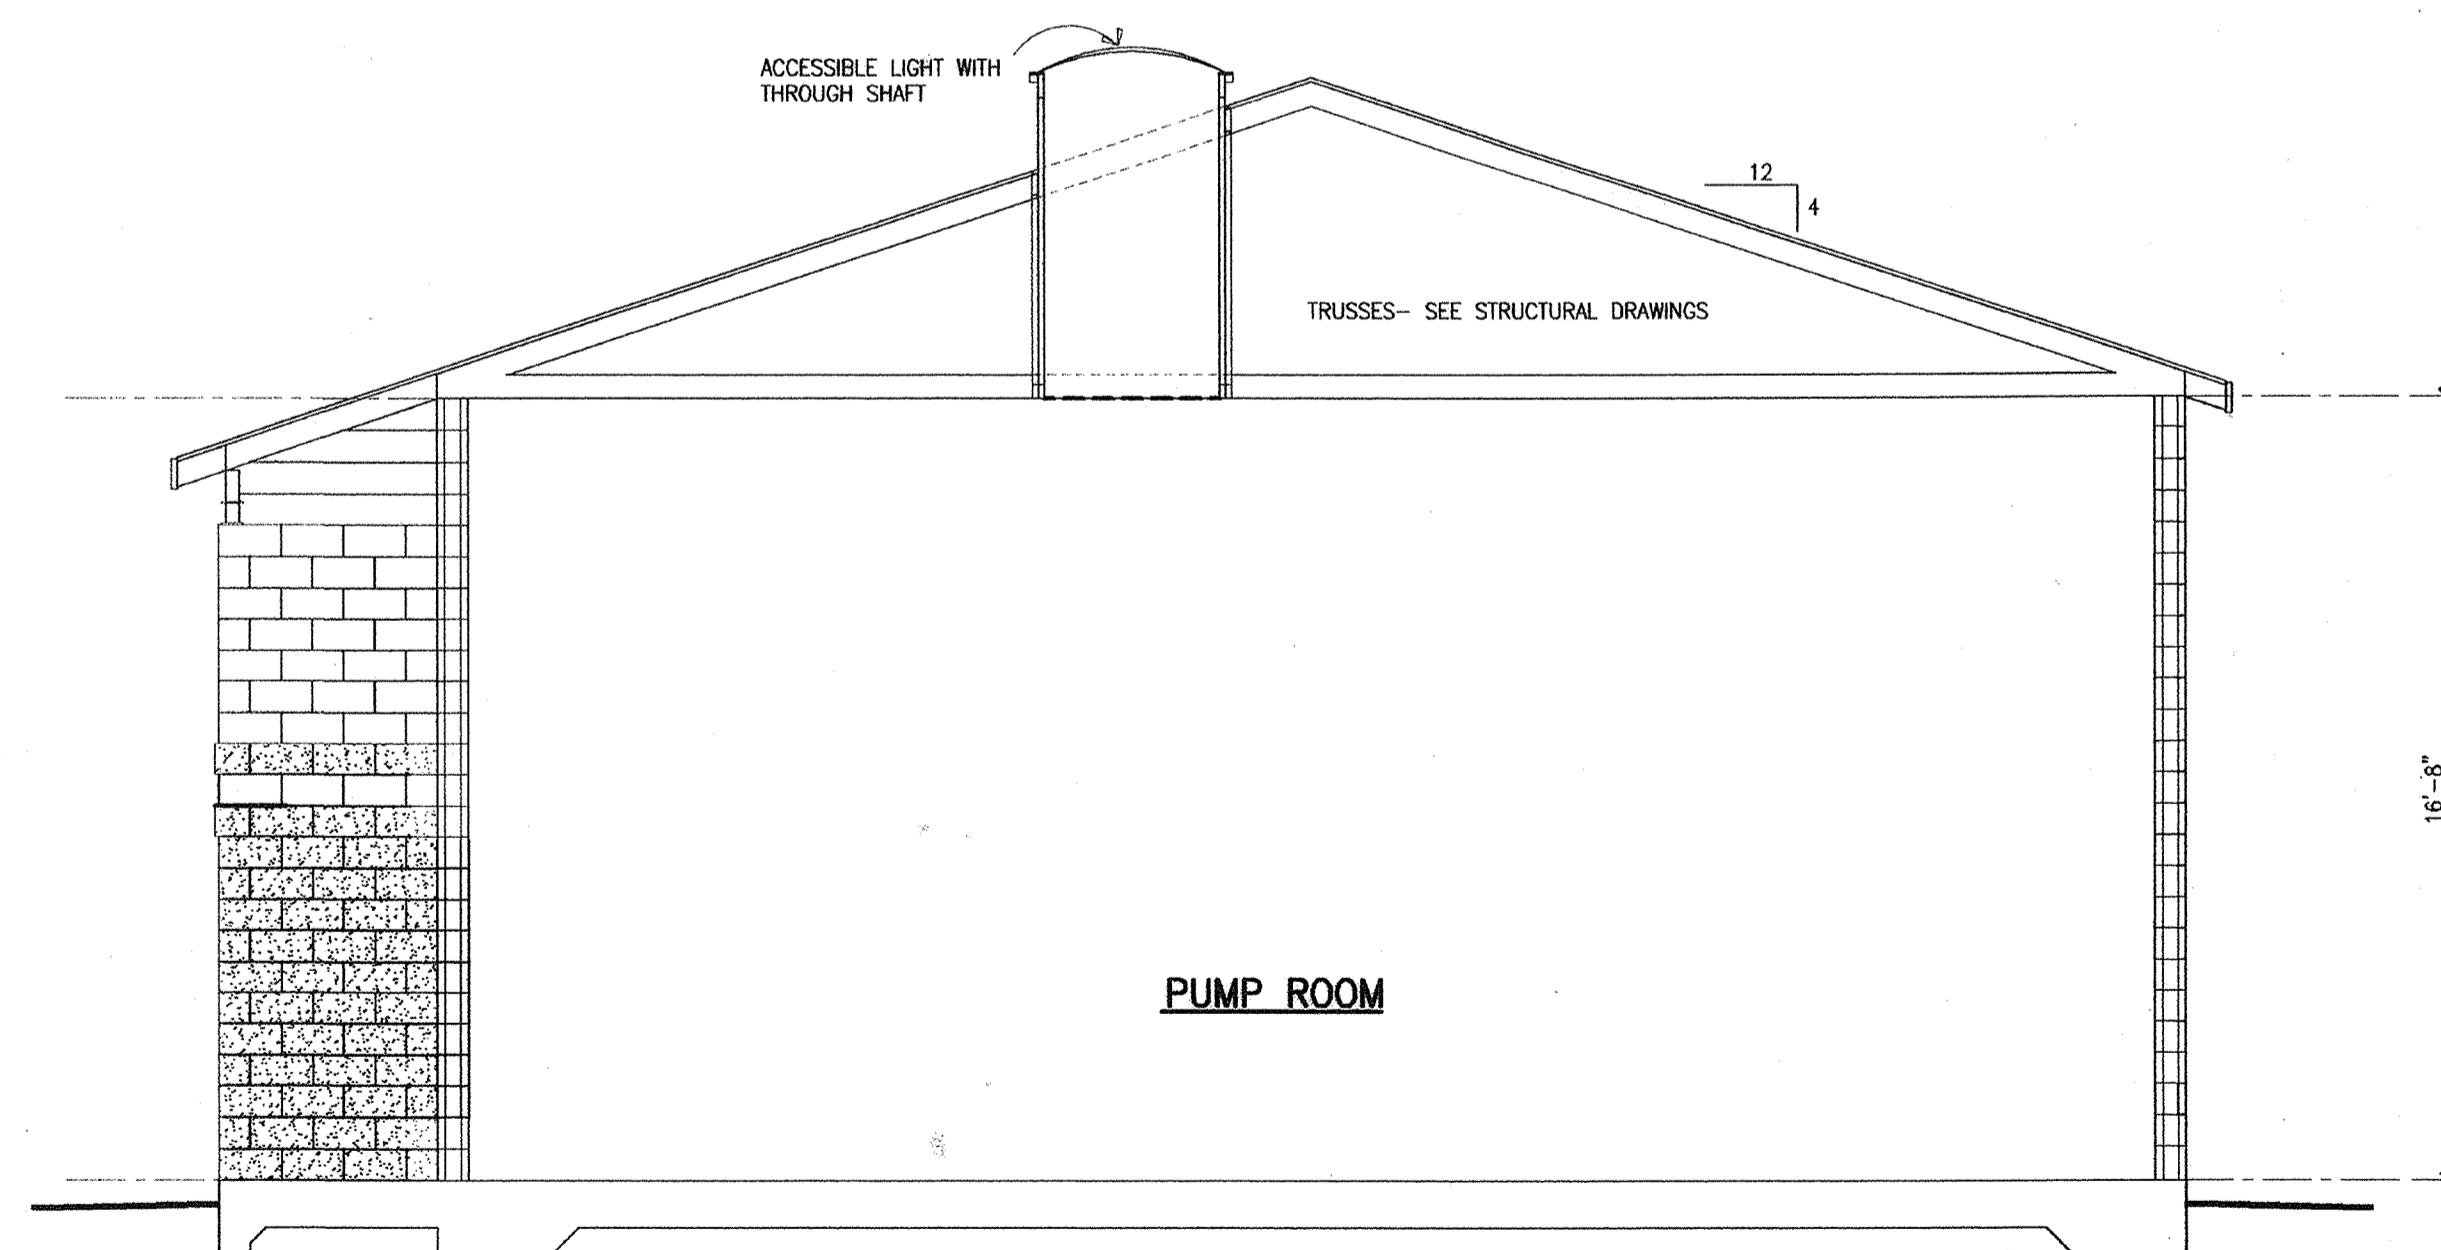 ACCESSIBLE LIGHT WITH
THROUGH SHAFT
12
4
TRUSSES- SEE STRUCTURAL DRAWINGS
16'-8"
PUMP ROOM